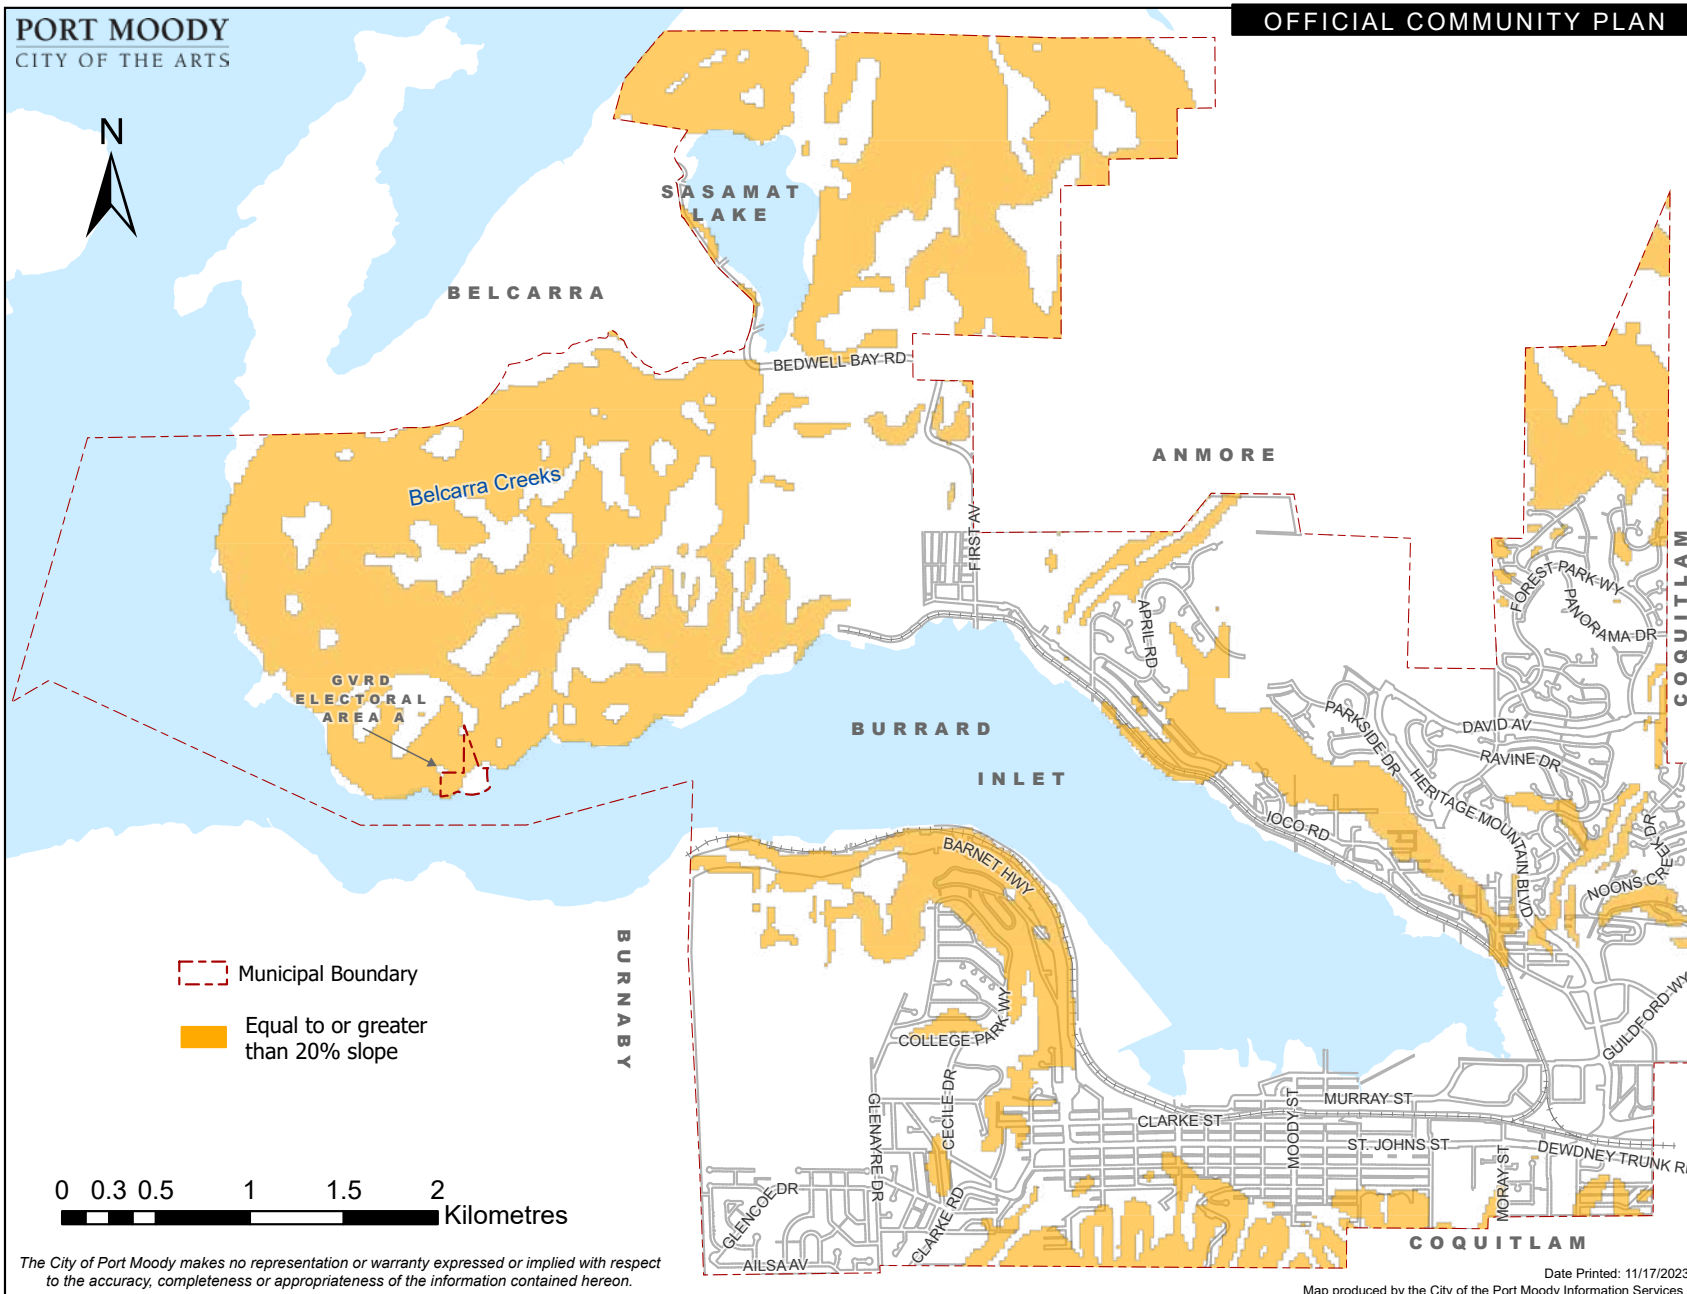 PORT MOODY
CITY OF THE ARTS
OFFICIAL COMMUNITY PLAN
N
SASAMAT
LAKE
BELCARRA
BEDWELL BAY RD
ANMORE
Belcarra Creeks
FIRST AV
COQUITLAM
FOREST PARK WY
PANORAMA DR
APRIL RD
GVRD
ELECTORAL
AREA A
BURRARD
INLET
PARKSIDE DR
DAVID AV
RAVINE DR
HERITAGE MOUNTAIN BLVD
IOCO RD
NOONS CREEK DR
BARNET HWY
BURNABY
Municipal Boundary
Equal to or greater
than 20% slope
COLLEGE PARK WY
GUILDFORD WY
GLENAYRE DR
CECILE DR
CLARKE ST
MOODY ST
MURRAY ST
ST. JOHNS ST
MORAY ST
DEWDNEY TRUNK R
GLENCOE DR
CLARKE RD
AILSA AV
COQUITLAM
0 0.3 0.5 1 1.5 2
Kilometres
The City of Port Moody makes no representation or warranty expressed or implied with respect
to the accuracy, completeness or appropriateness of the information contained hereon.
Date Printed: 11/17/2023
Map produced by the City of the Port Moody Information Services